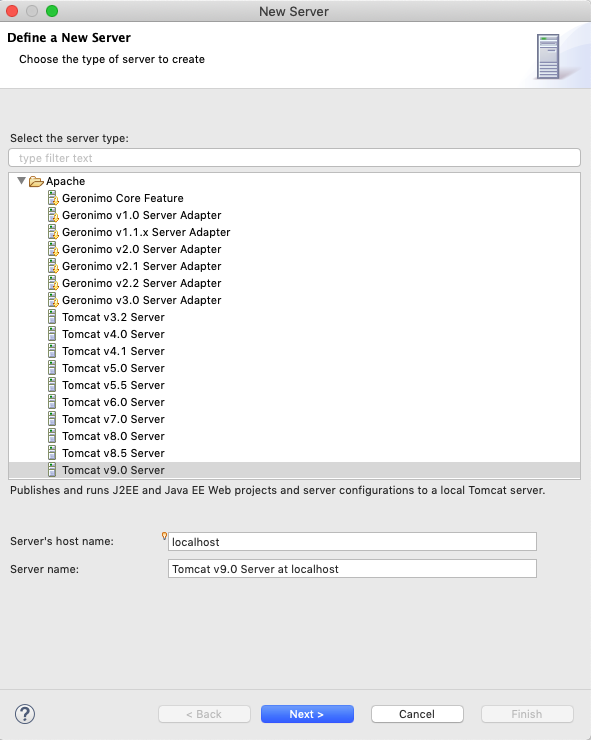 New Server
Define a New Server
Choose the type of server to create
Select the server type:
type filter text
Apache
Geronimo Core Feature
Geronimo v1.0 Server Adapter
Geronimo v1.1.x Server Adapter
Geronimo v2.0 Server Adapter
Geronimo v2.1 Server Adapter
Geronimo v2.2 Server Adapter
Geronimo v3.0 Server Adapter
Tomcat v3.2 Server
Tomcat v4.0 Server
Tomcat v4.1 Server
Tomcat v5.0 Server
Tomcat v5.5 Server
Tomcat v6.0 Server
Tomcat v7.0 Server
Tomcat v8.0 Server
Tomcat v8.5 Server
Tomcat v9.0 Server
Publishes and runs J2EE and Java EE Web projects and server configurations to a local Tomcat server.
Server's host name: localhost
Server name: Tomcat v9.0 Server at localhost
? < Back Next > Cancel Finish